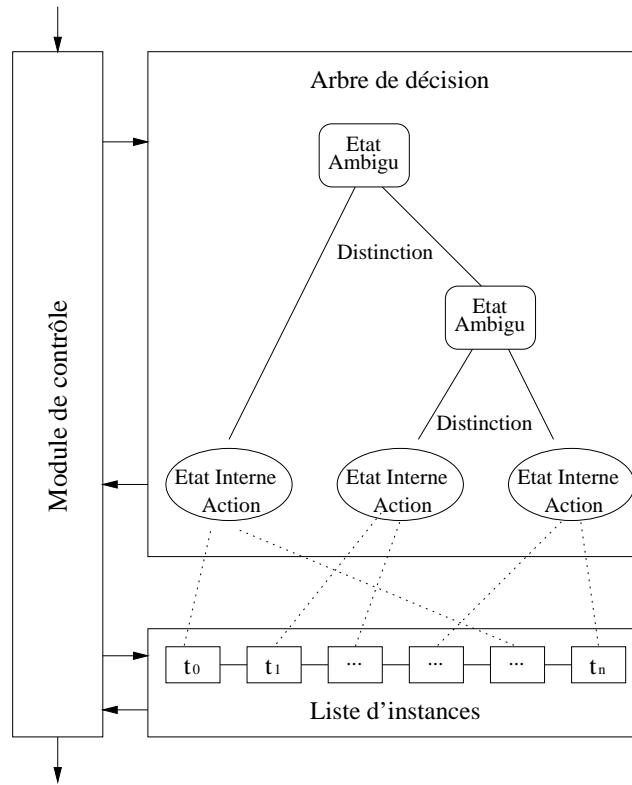 Arbre de décision
Etat
Ambigu
Distinction
Etat
Ambigu
Distinction
Etat Interne
Action
Etat Interne
Action
Etat Interne
Action
Module de contrôle
t0
t1
...
...
...
tn
Liste d'instances